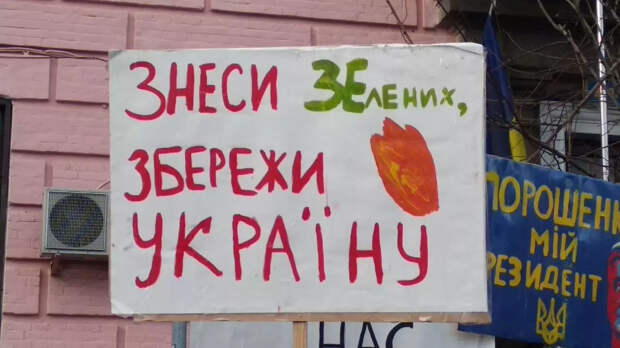 ЗНЕСИ ЗЕлених,
ЗБЕРЕЖИ
УКРАЇНУ
ПОРОШЕНК
МІЙ
РЕЗИДЕНТ
НАС